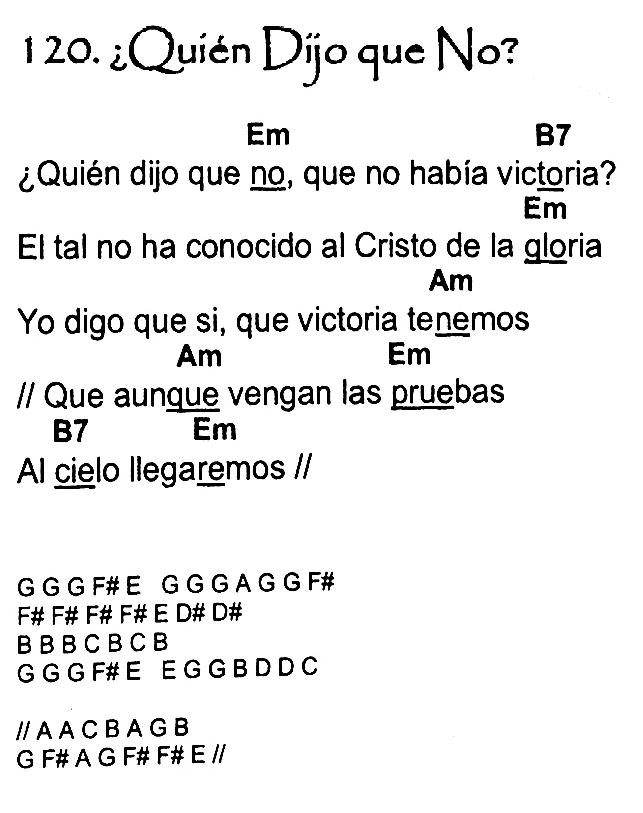 120. ¿Quién Dijo que No?
Em B7
¿Quién dijo que no, que no había victoria?
Em
El tal no ha conocido al Cristo de la gloria
Am
Yo digo que si, que victoria tenemos
Am Em
// Que aunque vengan las pruebas
B7 Em
Al cielo llegaremos //
G G G F# E G G G A G G F#
F# F# F# F# E D# D#
B B B C B C B
G G G F# E E G G B D D C
// A A C B A G B
G F# A G F# F# E //